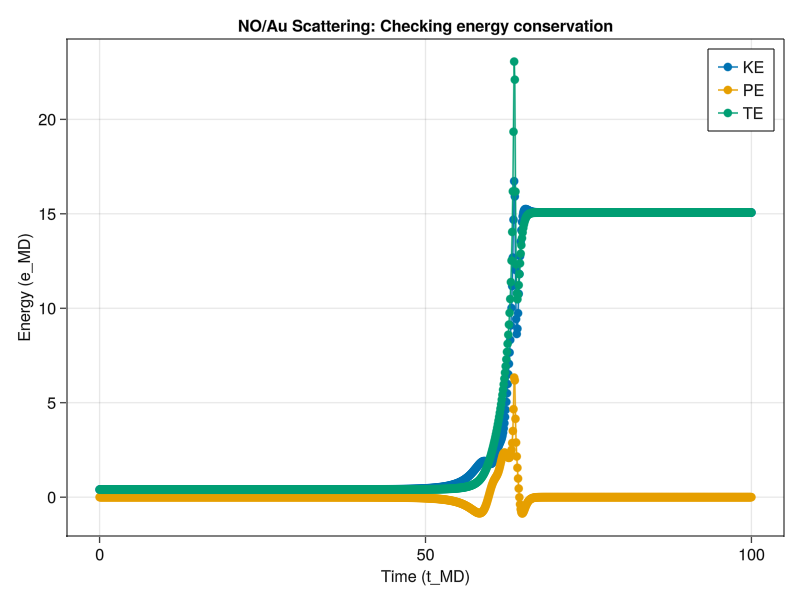 NO/Au Scattering: Checking energy conservation
KE
PE
TE
Energy (e_MD)
20
15
10
5
0
0
50
100
Time (t_MD)